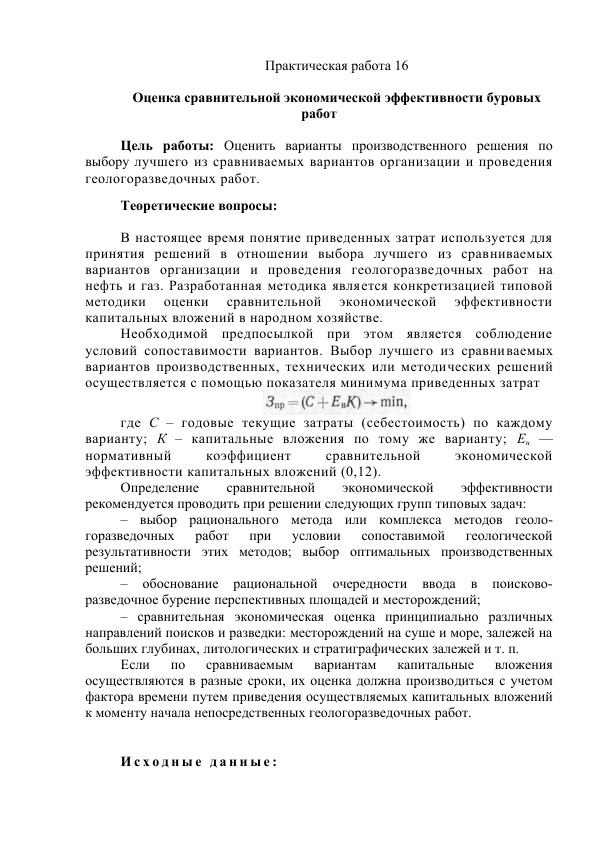 Практическая работа 16
Оценка сравнительной экономической эффективности буровых
работ
Цель работы: Оценить варианты производственного решения по
выбору лучшего из сравниваемых вариантов организации и проведения
геологоразведочных работ.
Теоретические вопросы:
В настоящее время понятие приведенных затрат используется для
принятия решений в отношении выбора лучшего из сравниваемых
вариантов организации и проведения геологоразведочных работ на
нефть и газ. Разработанная методика является конкретизацией типовой
методики оценки сравнительной экономической эффективности
капитальных вложений в народном хозяйстве.
Необходимой предпосылкой при этом является соблюдение
условий сопоставимости вариантов. Выбор лучшего из сравниваемых
вариантов производственных, технических или методических решений
осуществляется с помощью показателя минимума приведенных затрат
Зпр = (С + ЕнК) → min,
где С – годовые текущие затраты (себестоимость) по каждому
варианту; К – капитальные вложения по тому же варианту; Ен —
нормативный коэффициент сравнительной экономической
эффективности капитальных вложений (0,12).
Определение сравнительной экономической эффективности
рекомендуется проводить при решении следующих групп типовых задач:
– выбор рационального метода или комплекса методов геоло-
горазведочных работ при условии сопоставимой геологической
результативности этих методов; выбор оптимальных производственных
решений;
– обоснование рациональной очередности ввода в поисково-
разведочное бурение перспективных площадей и месторождений;
– сравнительная экономическая оценка принципиально различных
направлений поисков и разведки: месторождений на суше и море, залежей на
больших глубинах, литологических и стратиграфических залежей и т. п.
Если по сравниваемым вариантам капитальные вложения
осуществляются в разные сроки, их оценка должна производиться с учетом
фактора времени путем приведения осуществляемых капитальных вложений
к моменту начала непосредственных геологоразведочных работ.
Исходные данные: